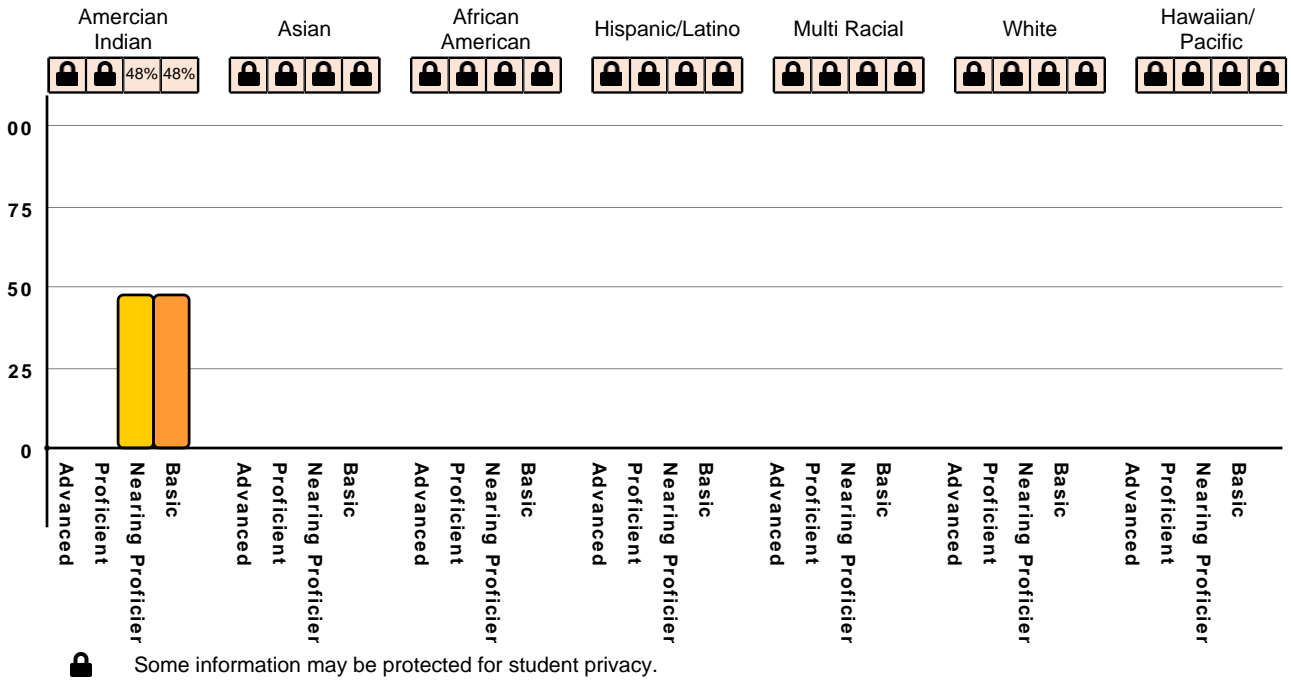 Amercian
Indian
Asian
African
American
Hispanic/Latino
Multi Racial
White
Hawaiian/
Pacific
48% 48%
00
75
50
25
0
Advanced
Proficient
Nearing Proficier
Basic
Advanced
Proficient
Nearing Proficier
Basic
Advanced
Proficient
Nearing Proficier
Basic
Advanced
Proficient
Nearing Proficier
Basic
Advanced
Proficient
Nearing Proficier
Basic
Advanced
Proficient
Nearing Proficier
Basic
Advanced
Proficient
Nearing Proficier
Basic
Some information may be protected for student privacy.